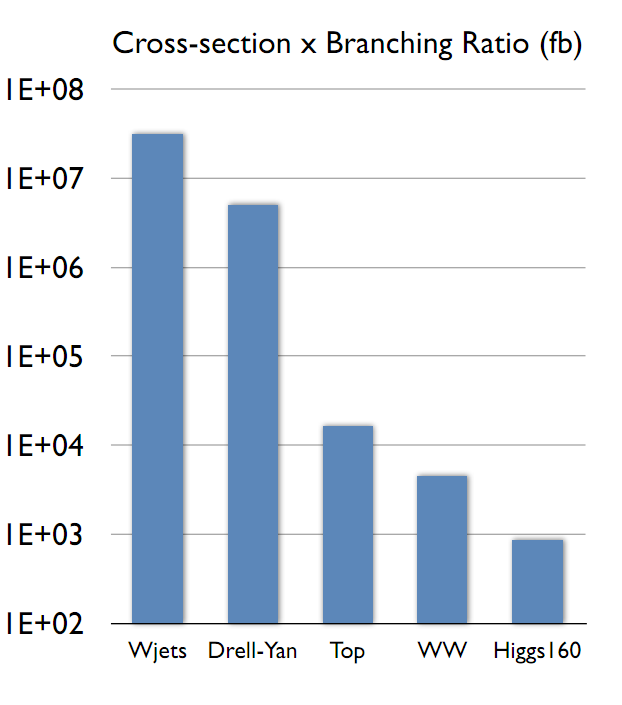 Cross-section x Branching Ratio (fb)
1E+08
1E+07
1E+06
1E+05
1E+04
1E+03
1E+02
Wjets Drell-Yan Top WW Higgs160